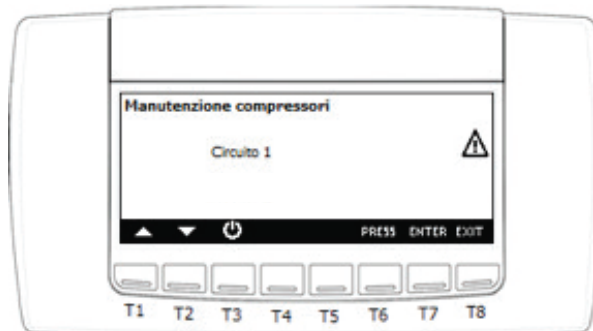 Manutenzione compressori
Circuito 1
PRESS ENTER EXIT
T1 T2 T3 T4 T5 T6 T7 T8